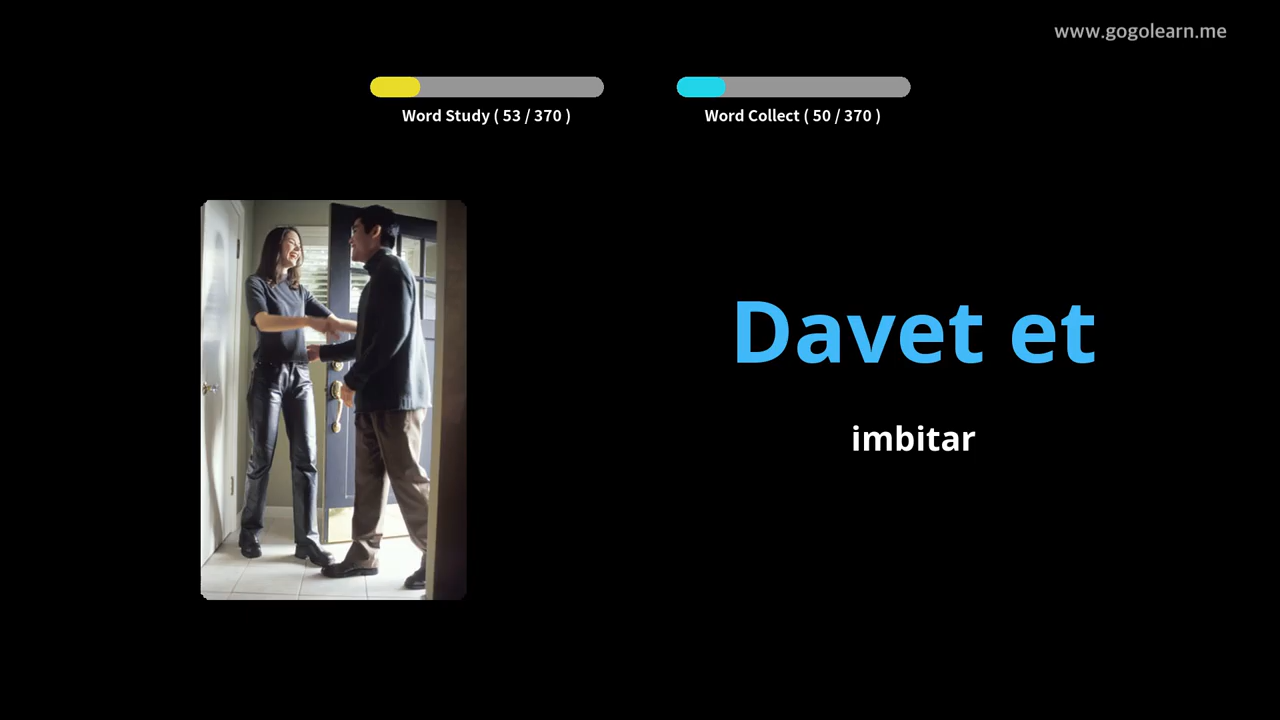 www.gogolearn.me
Word Study ( 53 / 370 )
Word Collect ( 50 / 370 )
Davet et
imbitar